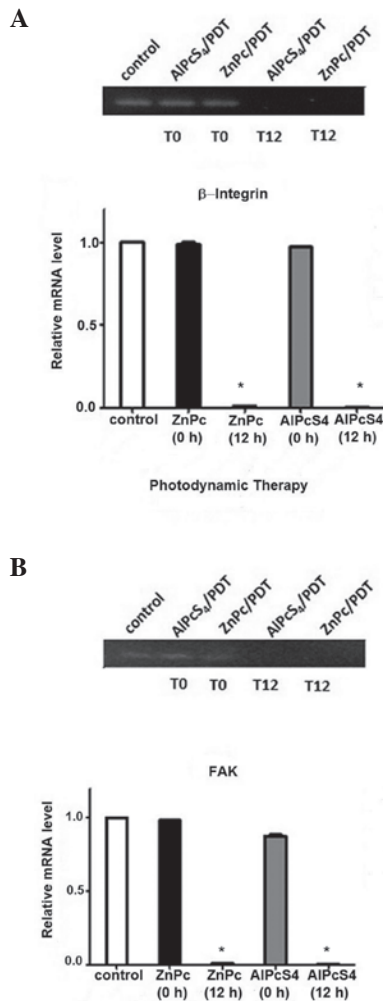 A
control AlPcS₄/PDT ZnPc/PDT AlPcS₄/PDT ZnPc/PDT
T0 T0 T12 T12
β–Integrin
Relative mRNA level
1.0
0.5
0.0
* *
control ZnPc (0 h) ZnPc (12 h) AlPcS4 (0 h) AlPcS4 (12 h)
Photodynamic Therapy
B
control AlPcS₄/PDT ZnPc/PDT AlPcS₄/PDT ZnPc/PDT
T0 T0 T12 T12
FAK
Relative mRNA level
1.0
0.5
0.0
* *
control ZnPc (0 h) ZnPc (12 h) AlPcS4 (0 h) AlPcS4 (12 h)